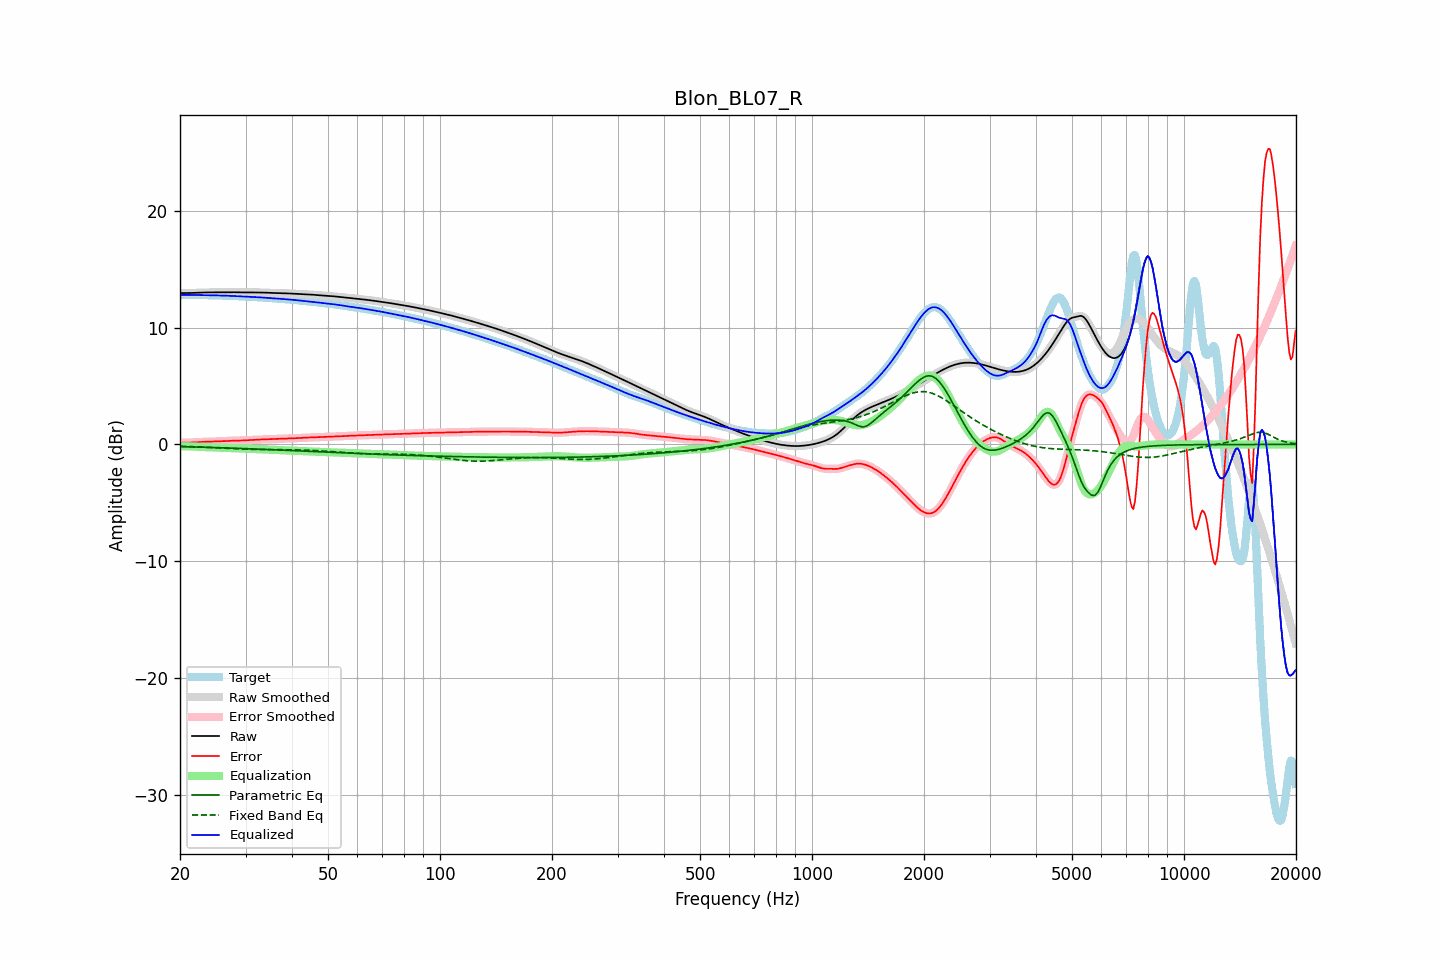 Blon_BL07_R
Amplitude (dBr)
20
10
0
−10
−20
−30
Target
Raw Smoothed
Error Smoothed
Raw
Error
Equalization
Parametric Eq
Fixed Band Eq
Equalized
20 50 100 200 500 1000 2000 5000 10000 20000
Frequency (Hz)